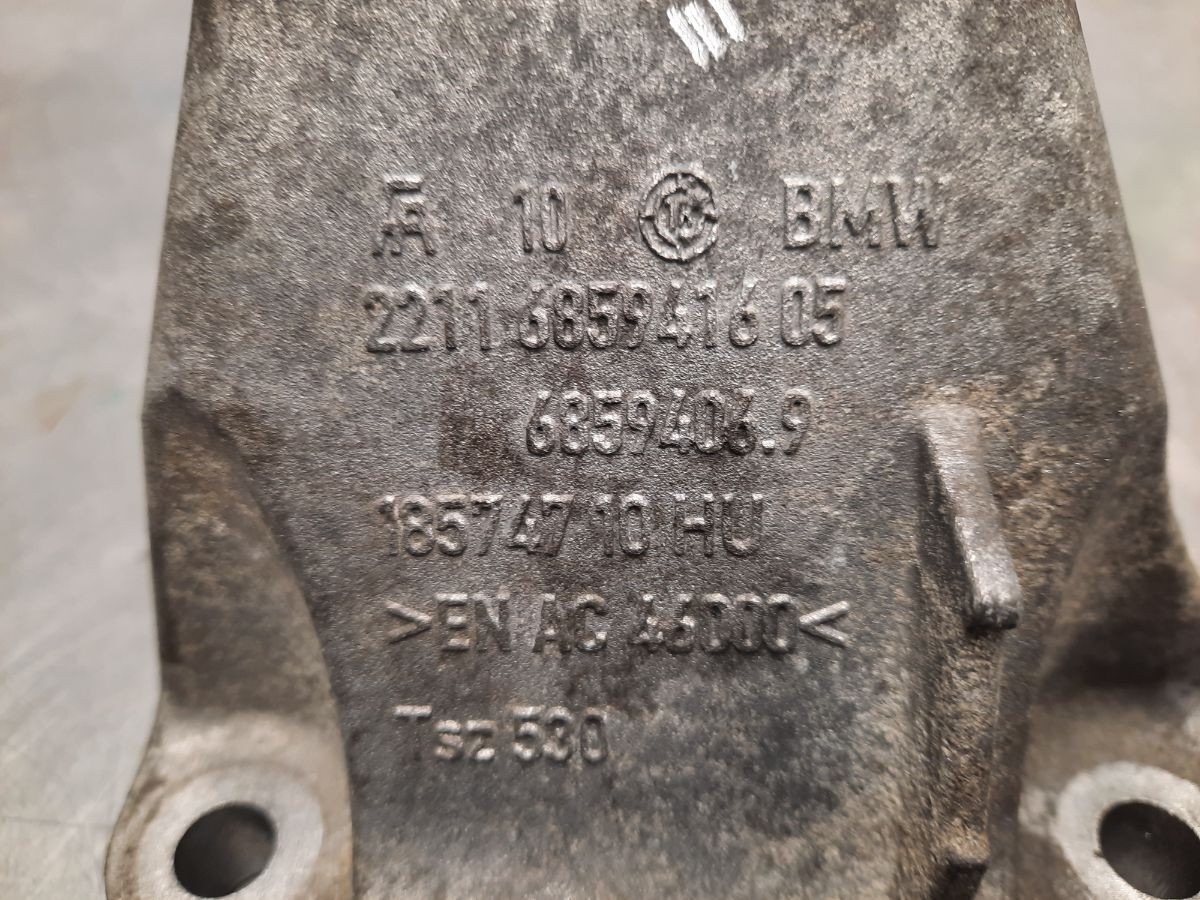 10 BMW
2211 6859416 05
6859406.9
185747 10 HU
>EN AC 46000<
Tsz 530